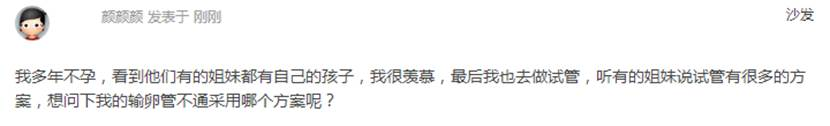 颜颜颜 发表于 刚刚
沙发
我多年不孕，看到他们有的姐妹都有自己的孩子，我很羡慕，最后我也去做试管，听有的姐妹说试管有很多的方
案，想问下我的输卵管不通采用哪个方案呢？